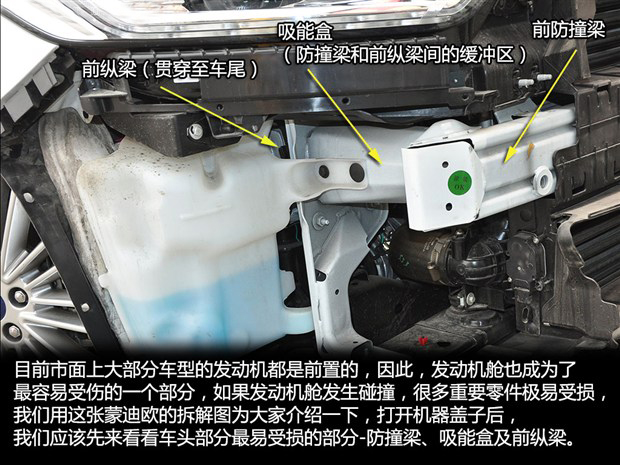 吸能盒
前防撞梁
（防撞梁和前纵梁间的缓冲区）
前纵梁（贯穿至车尾）
目前市面上大部分车型的发动机都是前置的，因此，发动机舱也成为了
最容易受伤的一个部分，如果发动机舱发生碰撞，很多重要零件极易受损，
我们用这张蒙迪欧的拆解图为大家介绍一下，打开机器盖子后，
我们应该先来看看车头部分最易受损的部分-防撞梁、吸能盒及前纵梁。